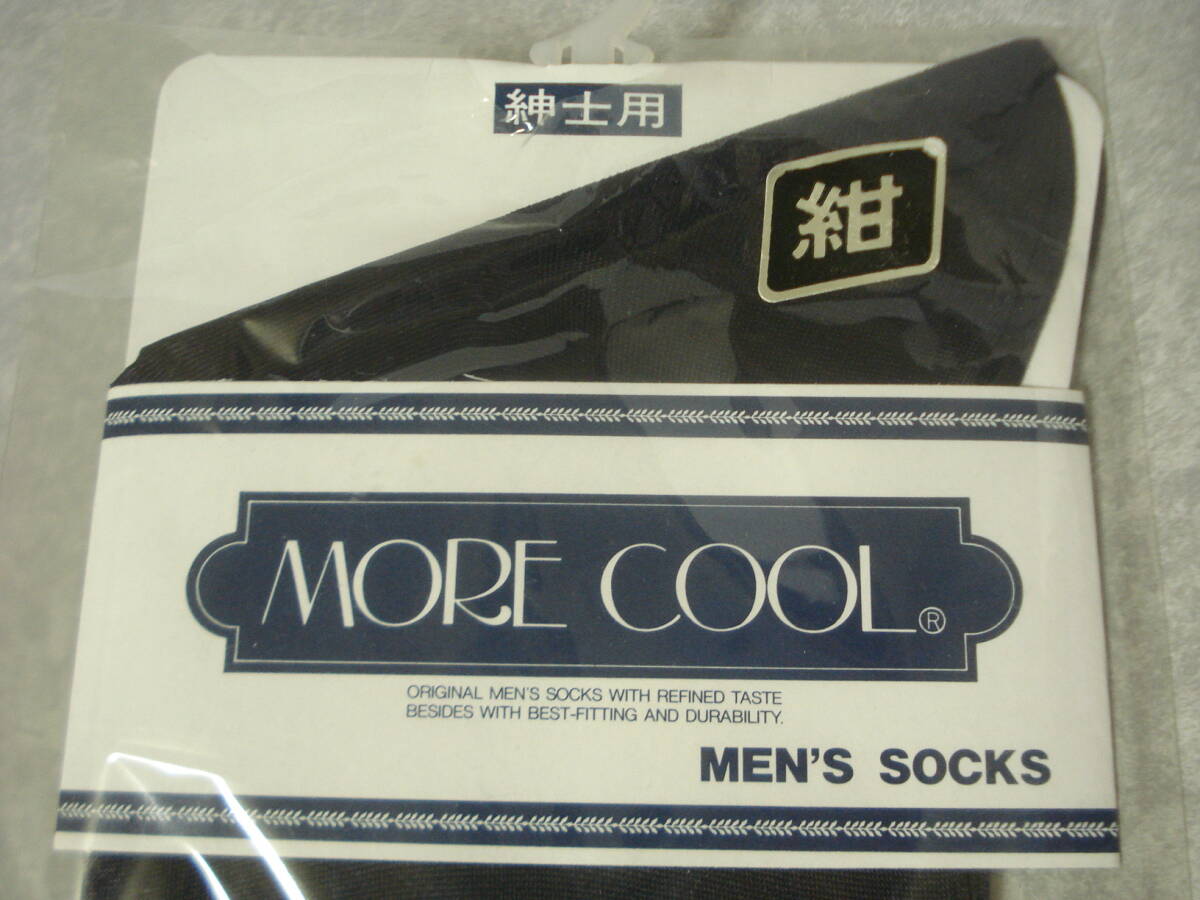 紳士用
紺
MORE COOL®
ORIGINAL MEN'S SOCKS WITH REFINED TASTE
BESIDES WITH BEST-FITTING AND DURABILITY.
MEN'S SOCKS